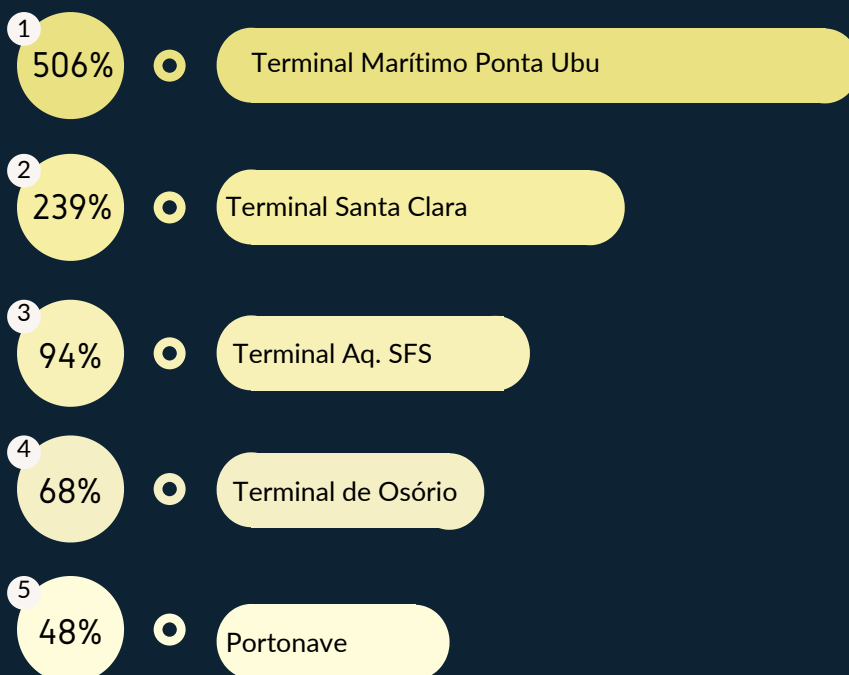 1
506%
Terminal Marítimo Ponta Ubu
2
239%
Terminal Santa Clara
3
94%
Terminal Aq. SFS
4
68%
Terminal de Osório
5
48%
Portonave